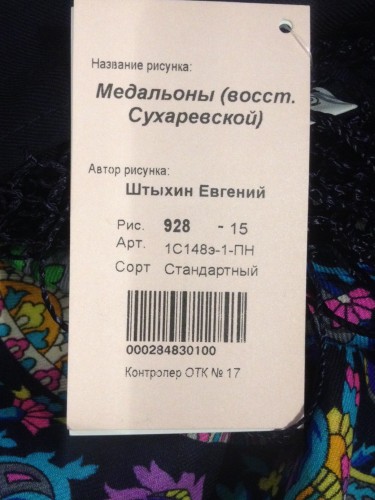 Название рисунка:
Медальоны (восст.
Сухаревской)
Автор рисунка:
Штыхин Евгений
Рис. 928 - 15
Арт. 1С148э-1-ПН
Сорт Стандартный
000284830100
Контролер ОТК № 17